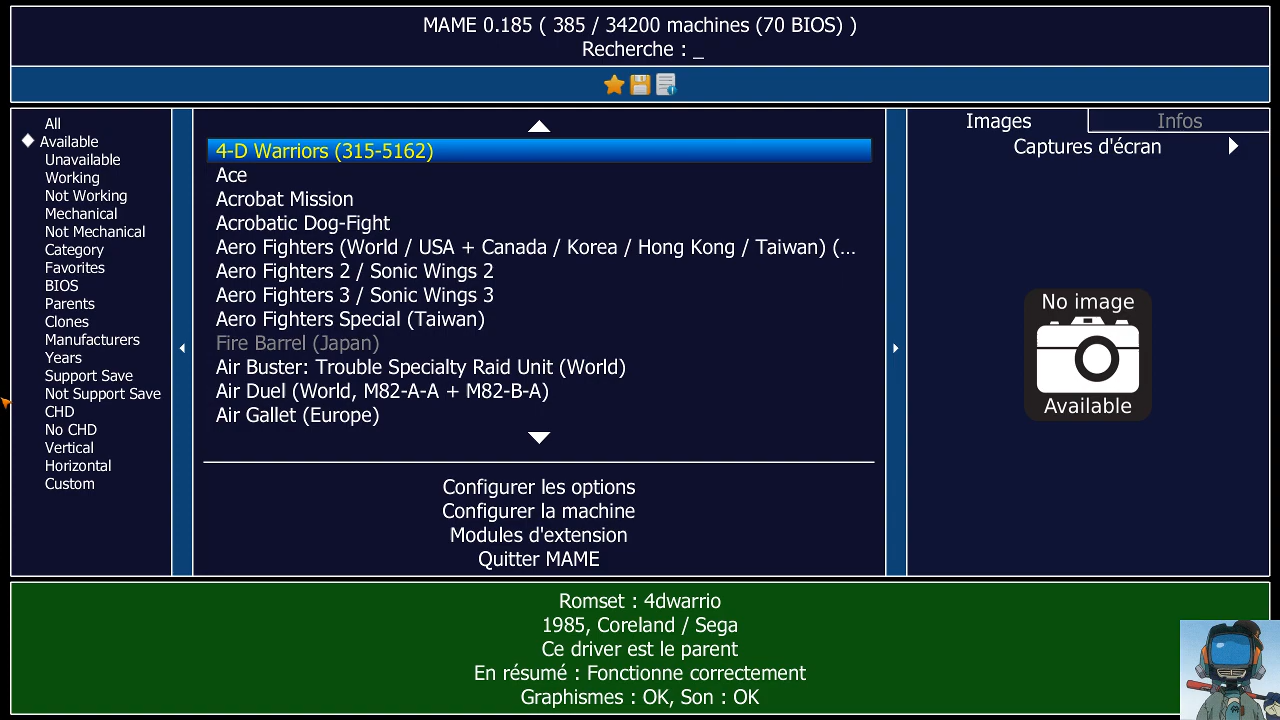 MAME 0.185 ( 385 / 34200 machines (70 BIOS) )
Recherche : _
All
Available
Unavailable
Working
Not Working
Mechanical
Not Mechanical
Category
Favorites
BIOS
Parents
Clones
Manufacturers
Years
Support Save
Not Support Save
CHD
No CHD
Vertical
Horizontal
Custom
4-D Warriors (315-5162)
Ace
Acrobat Mission
Acrobatic Dog-Fight
Aero Fighters (World / USA + Canada / Korea / Hong Kong / Taiwan) (...
Aero Fighters 2 / Sonic Wings 2
Aero Fighters 3 / Sonic Wings 3
Aero Fighters Special (Taiwan)
Fire Barrel (Japan)
Air Buster: Trouble Specialty Raid Unit (World)
Air Duel (World, M82-A-A + M82-B-A)
Air Gallet (Europe)
Configurer les options
Configurer la machine
Modules d'extension
Quitter MAME
Images
Infos
Captures d'écran
No image
Available
Romset : 4dwarrio
1985, Coreland / Sega
Ce driver est le parent
En résumé : Fonctionne correctement
Graphismes : OK, Son : OK